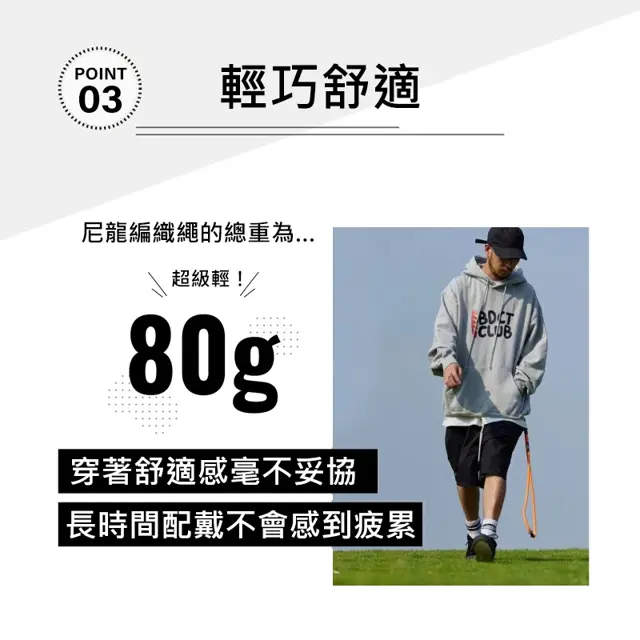 POINT
03
輕巧舒適
尼龍編織繩的總重為...
超級輕！
80g
BDCT
CLUB
穿著舒適感毫不妥協
長時間配戴不會感到疲累